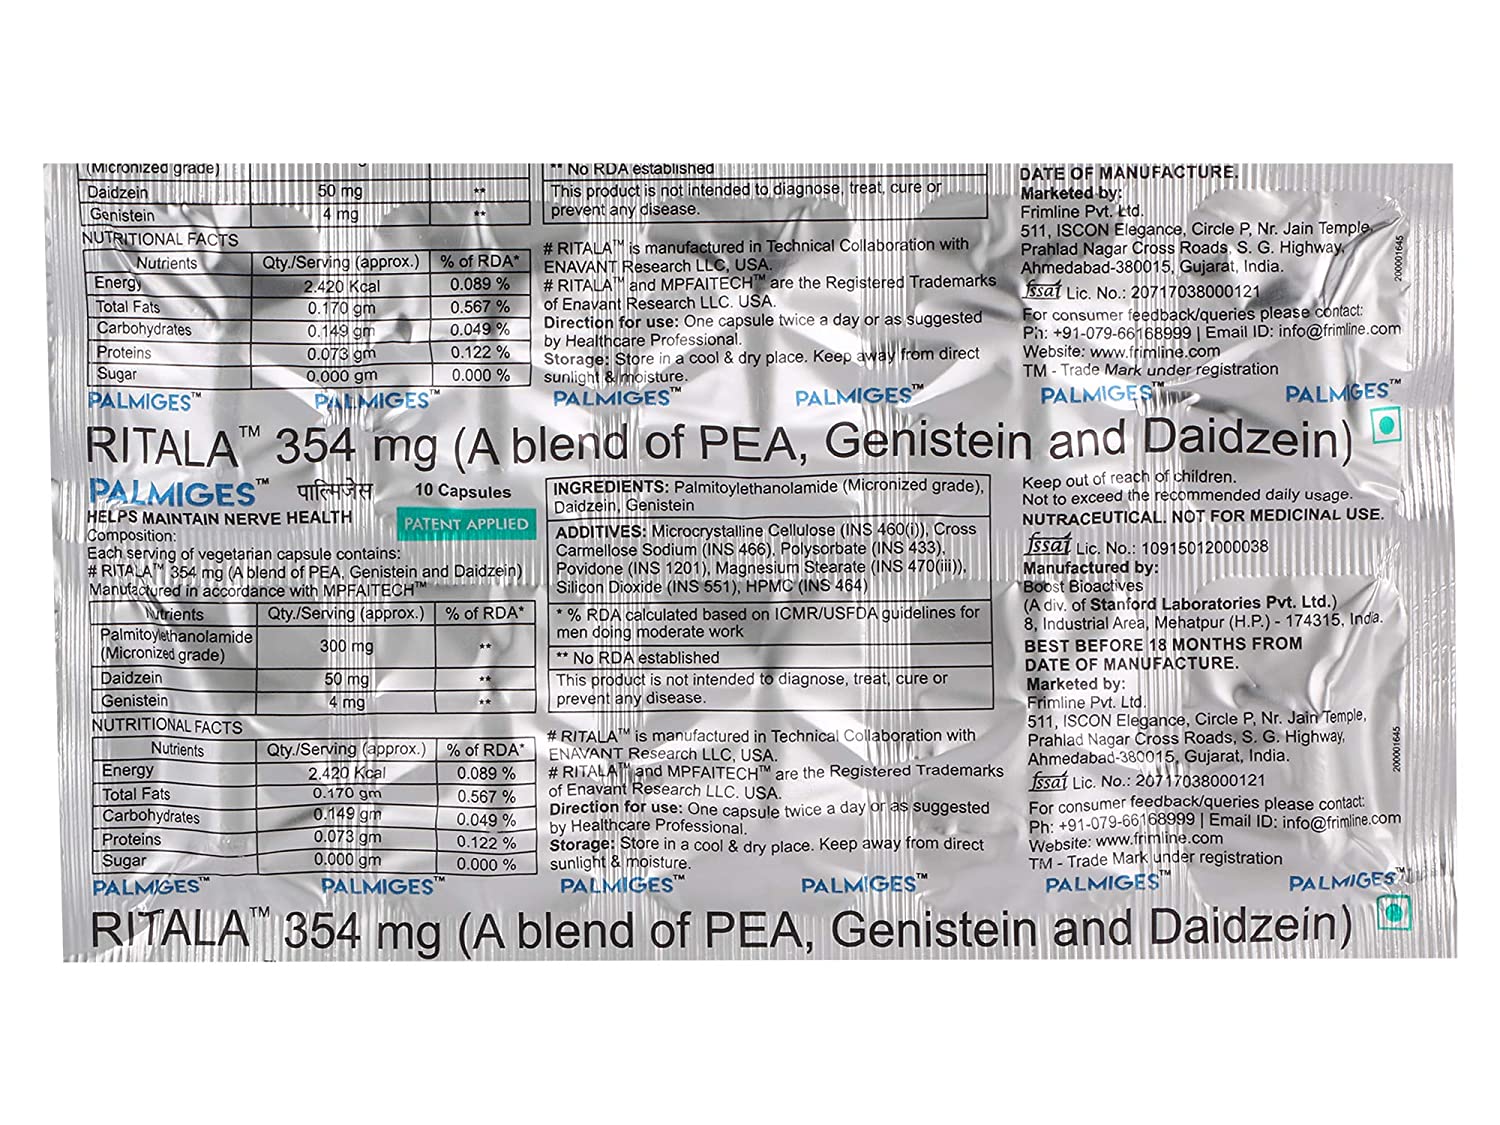 (Micronized grade)
Daidzein 50 mg **
Genistein 4 mg **
NUTRITIONAL FACTS
Nutrients Qty./Serving (approx.) % of RDA*
Energy 2.420 Kcal 0.089 %
Total Fats 0.170 gm 0.567 %
Carbohydrates 0.149 gm 0.049 %
Proteins 0.073 gm 0.122 %
Sugar 0.000 gm 0.000 %
** No RDA established
This product is not intended to diagnose, treat, cure or
prevent any disease.
# RITALA™ is manufactured in Technical Collaboration with
ENAVANT Research LLC, USA.
# RITALA™ and MPFAITECH™ are the Registered Trademarks
of Enavant Research LLC. USA.
Direction for use: One capsule twice a day or as suggested
by Healthcare Professional.
Storage: Store in a cool & dry place. Keep away from direct
sunlight & moisture.
DATE OF MANUFACTURE.
Marketed by:
Frimline Pvt. Ltd.
511, ISCON Elegance, Circle P, Nr. Jain Temple,
Prahlad Nagar Cross Roads, S. G. Highway,
Ahmedabad-380015, Gujarat, India.
fssai Lic. No.: 20717038000121
For consumer feedback/queries please contact:
Ph: +91-079-66168999 | Email ID: info@frimline.com
Website: www.frimline.com
TM - Trade Mark under registration
200001645
PALMIGES™ PALMIGES™ PALMIGES™ PALMIGES™ PALMIGES™ PALMIGES™
RITALA™ 354 mg (A blend of PEA, Genistein and Daidzein)
PALMIGES™ पाल्मिजेस 10 Capsules
HELPS MAINTAIN NERVE HEALTH
PATENT APPLIED
Composition:
Each serving of vegetarian capsule contains:
# RITALA™ 354 mg (A blend of PEA, Genistein and Daidzein)
Manufactured in accordance with MPFAITECH™
Nutrients Qty./Serving (approx.) % of RDA*
Palmitoylethanolamide
(Micronized grade) 300 mg **
Daidzein 50 mg **
Genistein 4 mg **
NUTRITIONAL FACTS
Nutrients Qty./Serving (approx.) % of RDA*
Energy 2.420 Kcal 0.089 %
Total Fats 0.170 gm 0.567 %
Carbohydrates 0.149 gm 0.049 %
Proteins 0.073 gm 0.122 %
Sugar 0.000 gm 0.000 %
INGREDIENTS: Palmitoylethanolamide (Micronized grade),
Daidzein, Genistein
ADDITIVES: Microcrystalline Cellulose (INS 460(i)), Cross
Carmellose Sodium (INS 466), Polysorbate (INS 433),
Povidone (INS 1201), Magnesium Stearate (INS 470(iii)),
Silicon Dioxide (INS 551), HPMC (INS 464)
* % RDA calculated based on ICMR/USFDA guidelines for
men doing moderate work
** No RDA established
This product is not intended to diagnose, treat, cure or
prevent any disease.
# RITALA™ is manufactured in Technical Collaboration with
ENAVANT Research LLC, USA.
# RITALA™ and MPFAITECH™ are the Registered Trademarks
of Enavant Research LLC. USA.
Direction for use: One capsule twice a day or as suggested
by Healthcare Professional.
Storage: Store in a cool & dry place. Keep away from direct
sunlight & moisture.
Keep out of reach of children.
Not to exceed the recommended daily usage.
NUTRACEUTICAL. NOT FOR MEDICINAL USE.
fssai Lic. No.: 10915012000038
Manufactured by:
Boost Bioactives
(A div. of Stanford Laboratories Pvt. Ltd.)
8, Industrial Area, Mehatpur (H.P.) - 174315, India.
BEST BEFORE 18 MONTHS FROM
DATE OF MANUFACTURE.
Marketed by:
Frimline Pvt. Ltd.
511, ISCON Elegance, Circle P, Nr. Jain Temple,
Prahlad Nagar Cross Roads, S. G. Highway,
Ahmedabad-380015, Gujarat, India.
fssai Lic. No.: 20717038000121
For consumer feedback/queries please contact:
Ph: +91-079-66168999 | Email ID: info@frimline.com
Website: www.frimline.com
TM - Trade Mark under registration
200001645
PALMIGES™ PALMIGES™ PALMIGES™ PALMIGES™ PALMIGES™ PALMIGES™
RITALA™ 354 mg (A blend of PEA, Genistein and Daidzein)